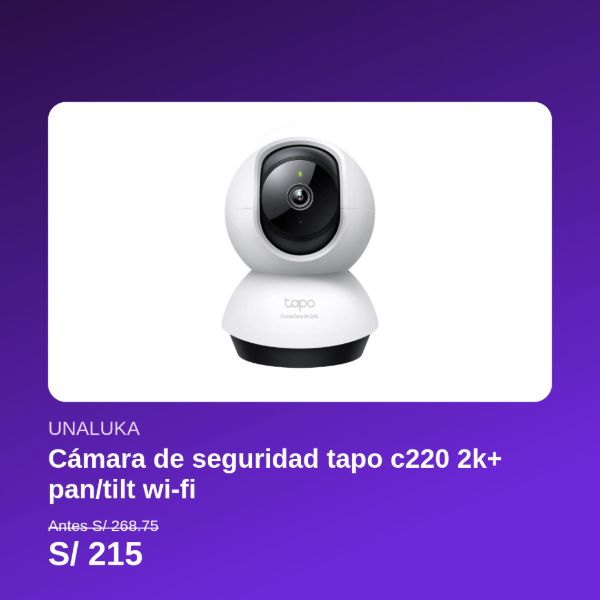 tapo
UNALUKA
Cámara de seguridad tapo c220 2k+
pan/tilt wi-fi
Antes S/ 268.75
S/ 215